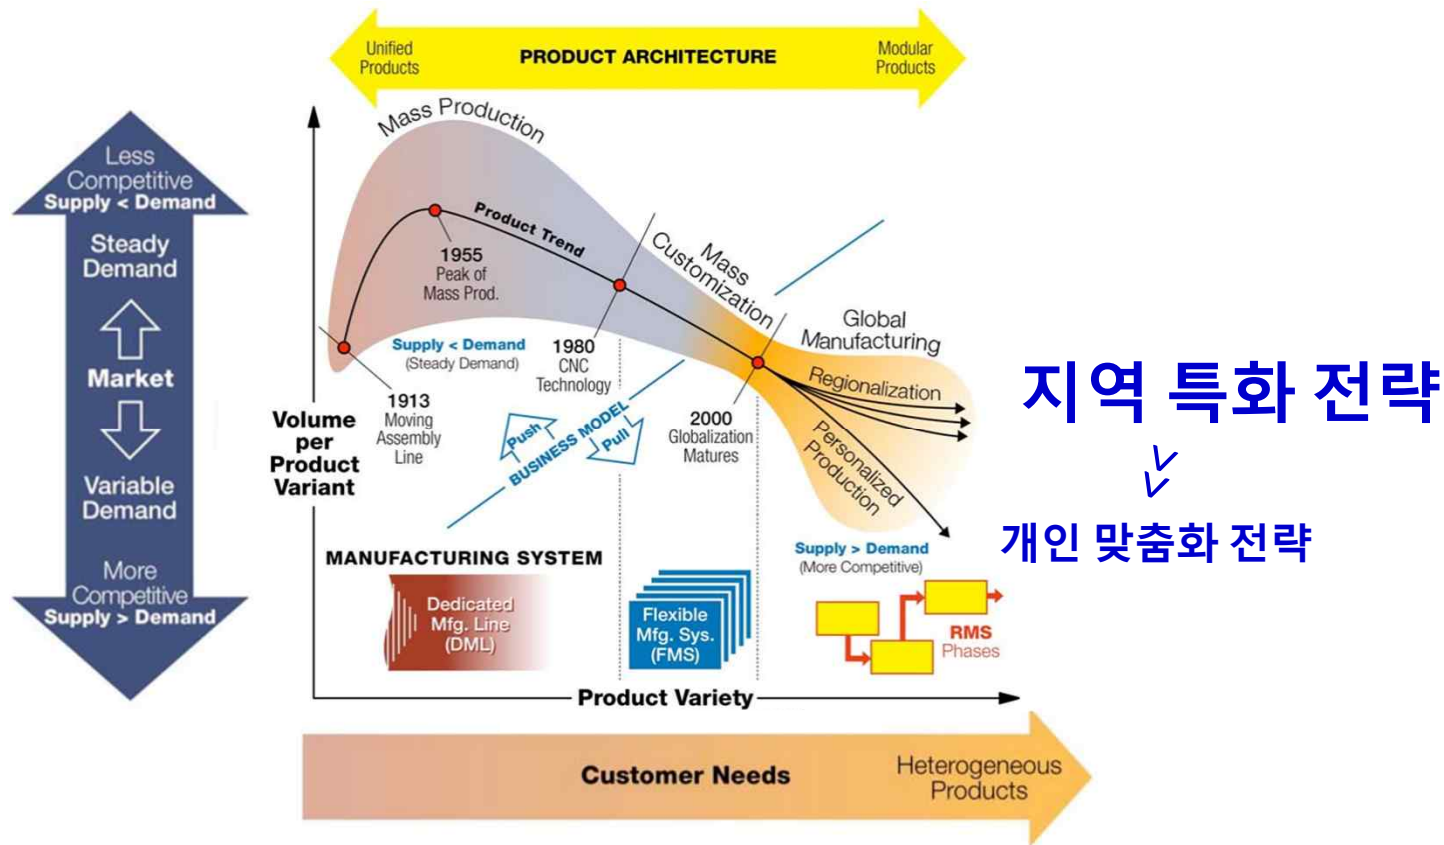 Unified
Products
PRODUCT ARCHITECTURE
Modular
Products
Less
Competitive
Supply < Demand
Steady
Demand
Market
Variable
Demand
More
Competitive
Supply > Demand
Mass Production
Product Trend
1955
Peak of
Mass Prod.
Mass
Customization
Global
Manufacturing
Regionalization
Personalized
Production
Supply < Demand
(Steady Demand)
1980
CNC
Technology
1913
Moving
Assembly
Line
2000
Globalization
Matures
Volume
per
Product
Variant
Push
BUSINESS MODEL
Pull
지역 특화 전략
>
>
개인 맞춤화 전략
MANUFACTURING SYSTEM
Supply > Demand
(More Competitive)
Dedicated
Mfg. Line
(DML)
Flexible
Mfg. Sys.
(FMS)
RMS
Phases
Product Variety
Customer Needs
Heterogeneous
Products